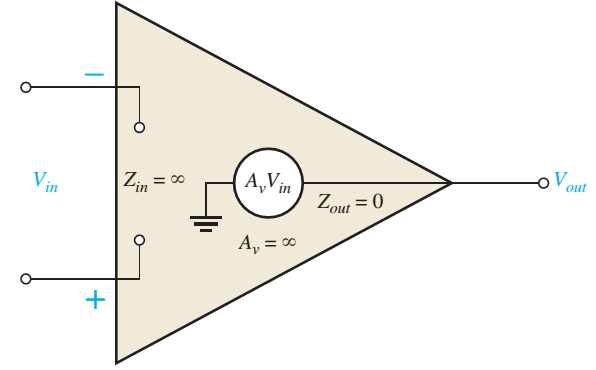 −
V_in
Z_in = ∞
A_vV_in
Z_out = 0
V_out
A_v = ∞
+